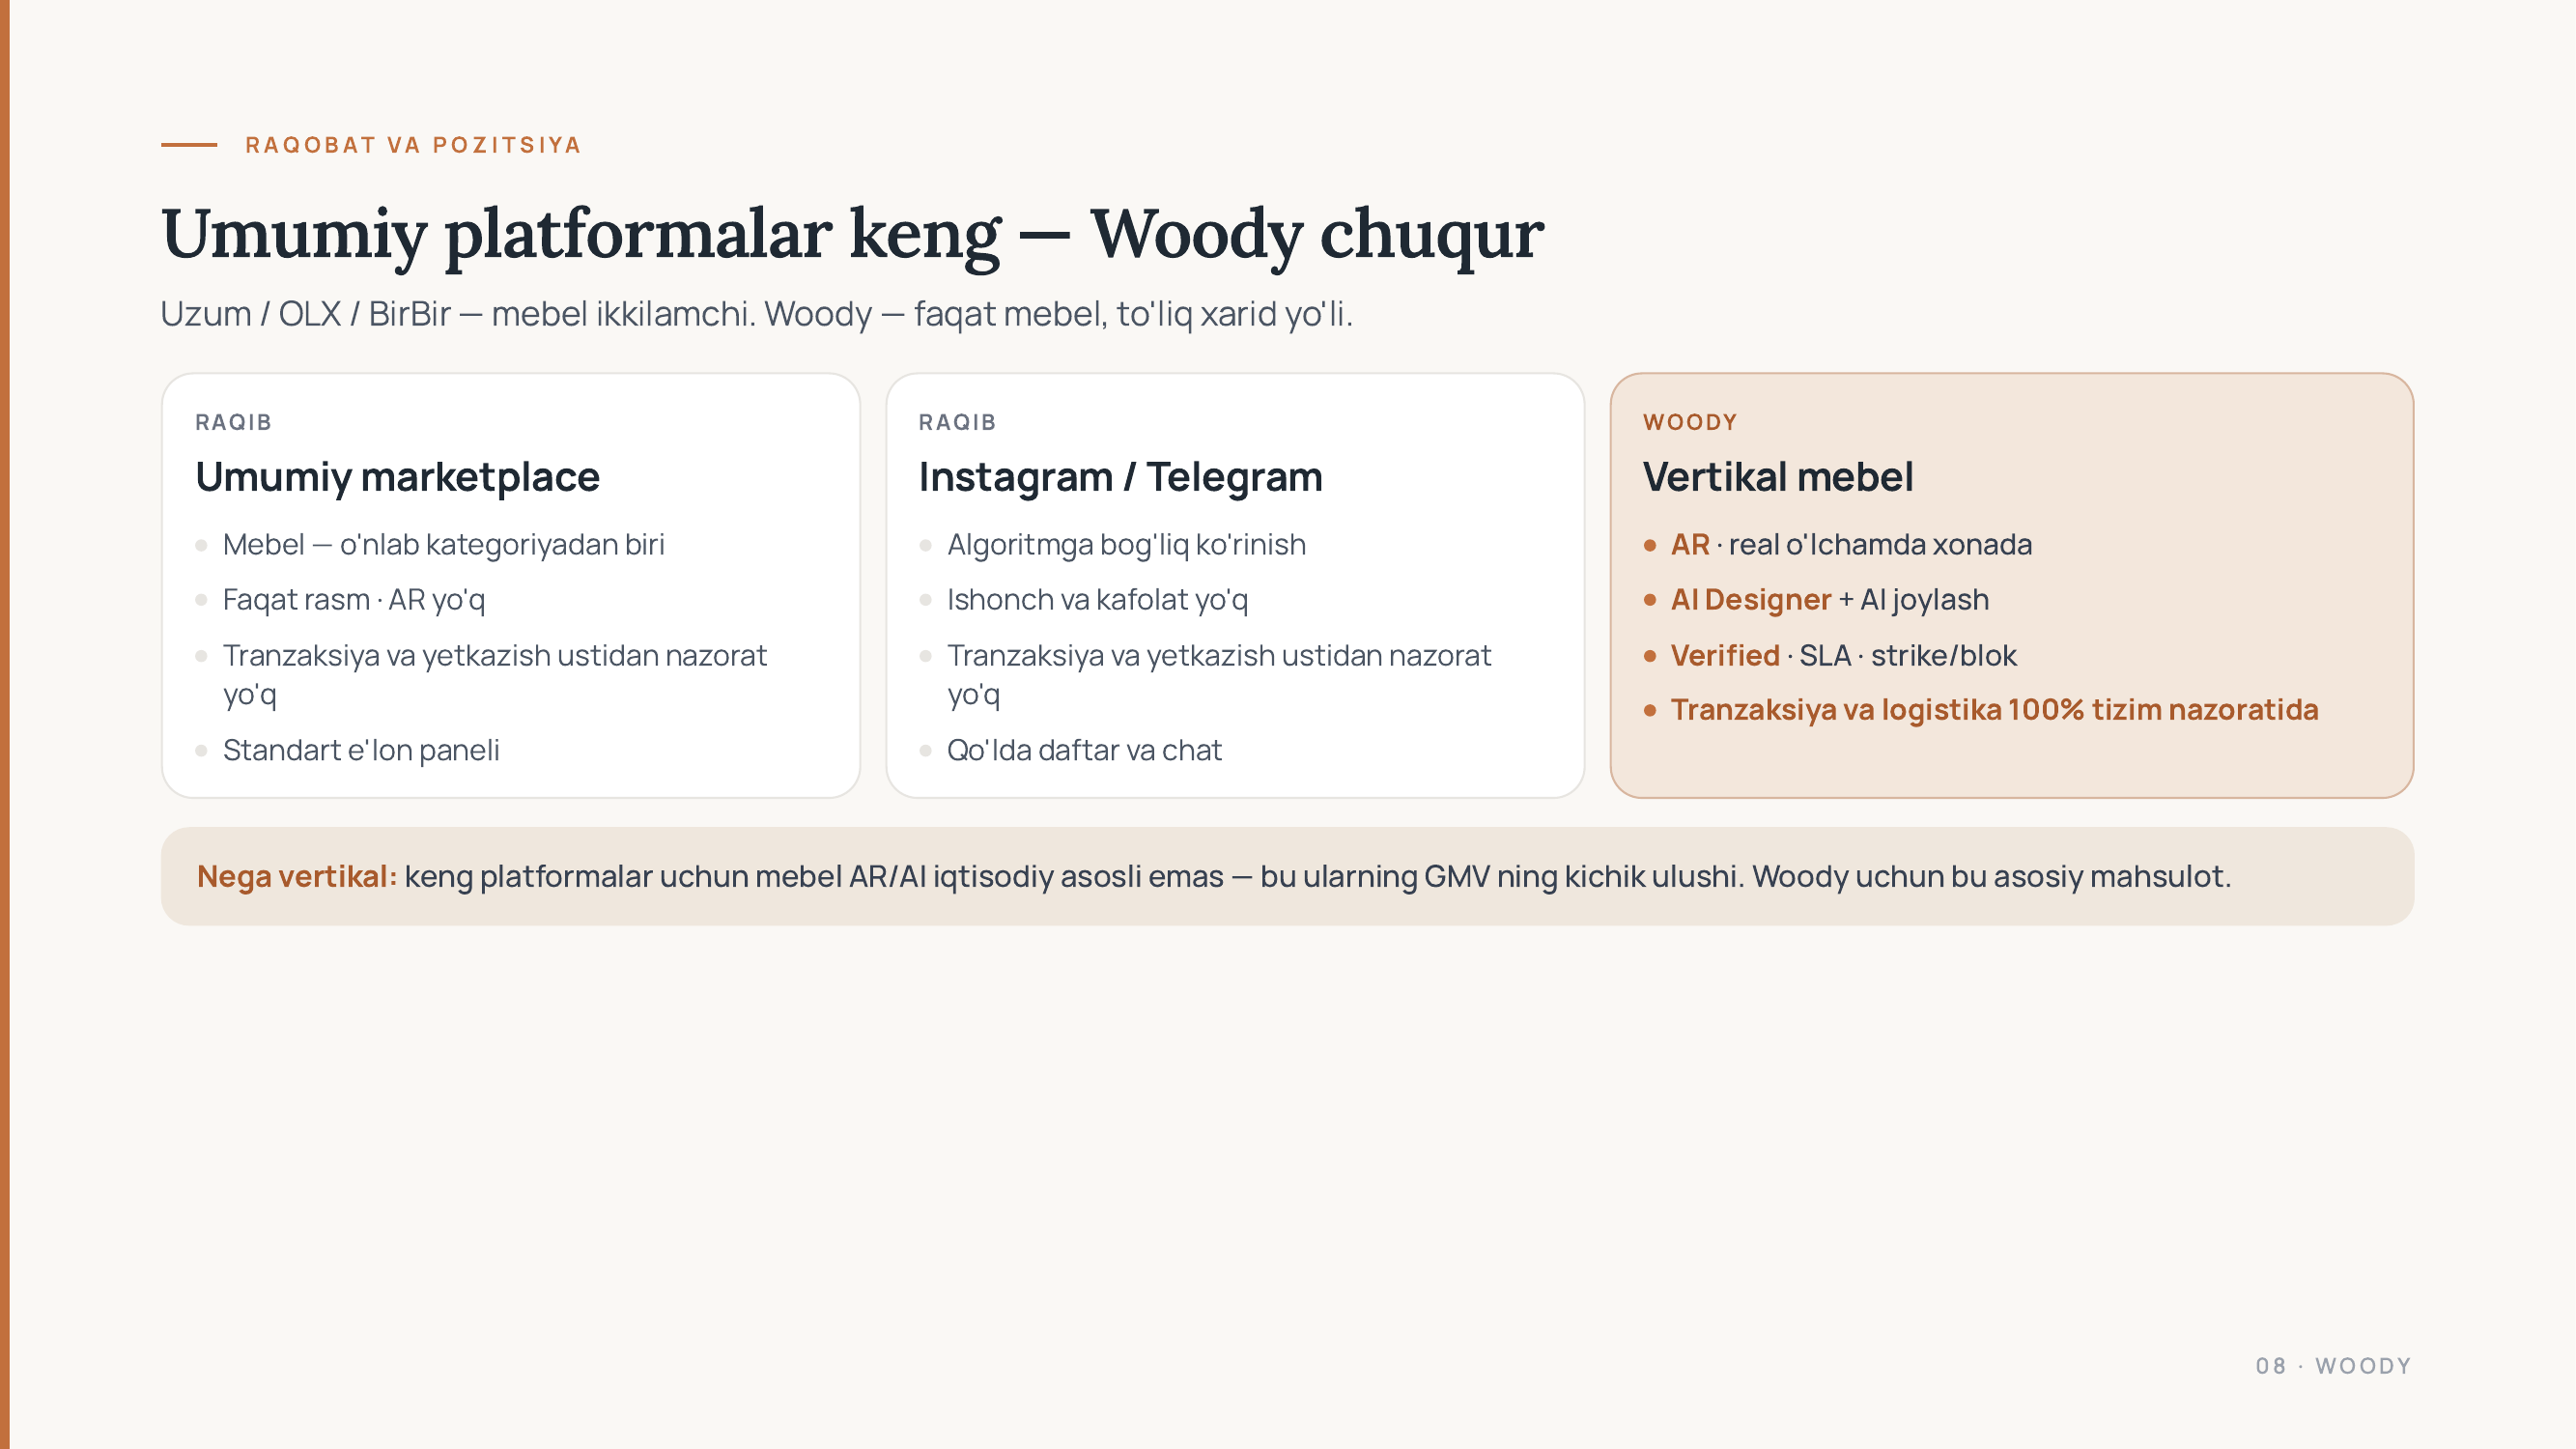 RAQOBAT VA POZITSIYA
Umumiy platformalar keng — Woody chuqur
Uzum / OLX / BirBir — mebel ikkilamchi. Woody — faqat mebel, to'liq xarid yo'li.
RAQIB
Umumiy marketplace
Mebel — o'nlab kategoriyadan biri
Faqat rasm · AR yo'q
Tranzaksiya va yetkazish ustidan nazorat
yo'q
Standart e'lon paneli
RAQIB
Instagram / Telegram
Algoritmga bog'liq ko'rinish
Ishonch va kafolat yo'q
Tranzaksiya va yetkazish ustidan nazorat
yo'q
Qo'lda daftar va chat
WOODY
Vertikal mebel
AR · real o'lchamda xonada
AI Designer + AI joylash
Verified · SLA · strike/blok
Tranzaksiya va logistika 100% tizim nazoratida
Nega vertikal: keng platformalar uchun mebel AR/AI iqtisodiy asosli emas — bu ularning GMV ning kichik ulushi. Woody uchun bu asosiy mahsulot.
08 · WOODY